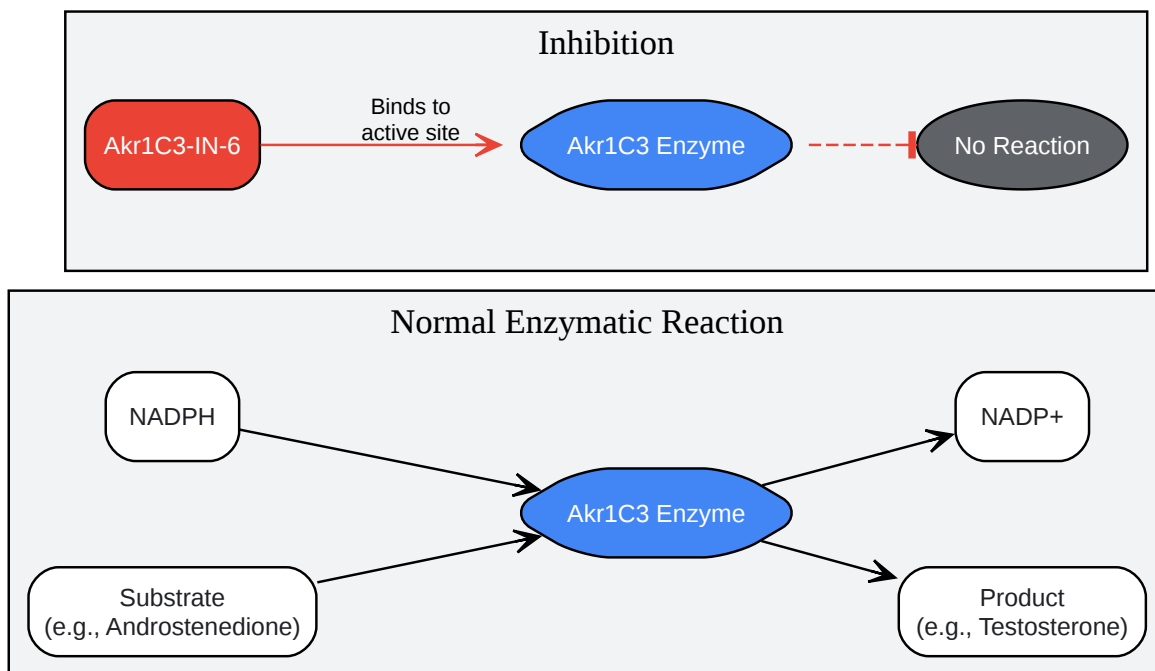 Inhibition
Akr1C3-IN-6
Binds to
active site
Akr1C3 Enzyme
No Reaction
Normal Enzymatic Reaction
NADPH
NADP+
Akr1C3 Enzyme
Substrate
(e.g., Androstenedione)
Product
(e.g., Testosterone)